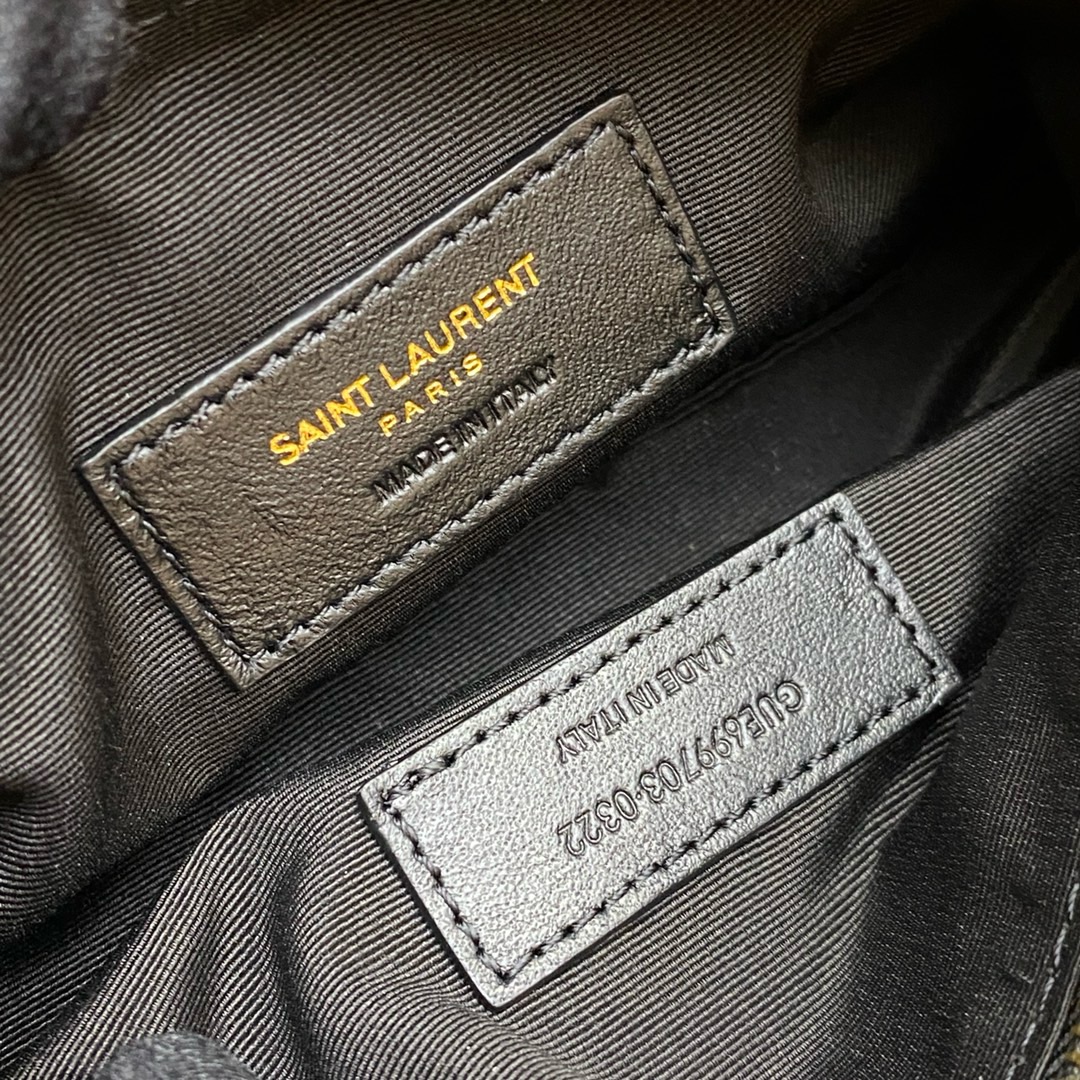 SAINT LAURENT
PARIS
MADE IN ITALY
GUE699703·0322
MADE IN ITALY